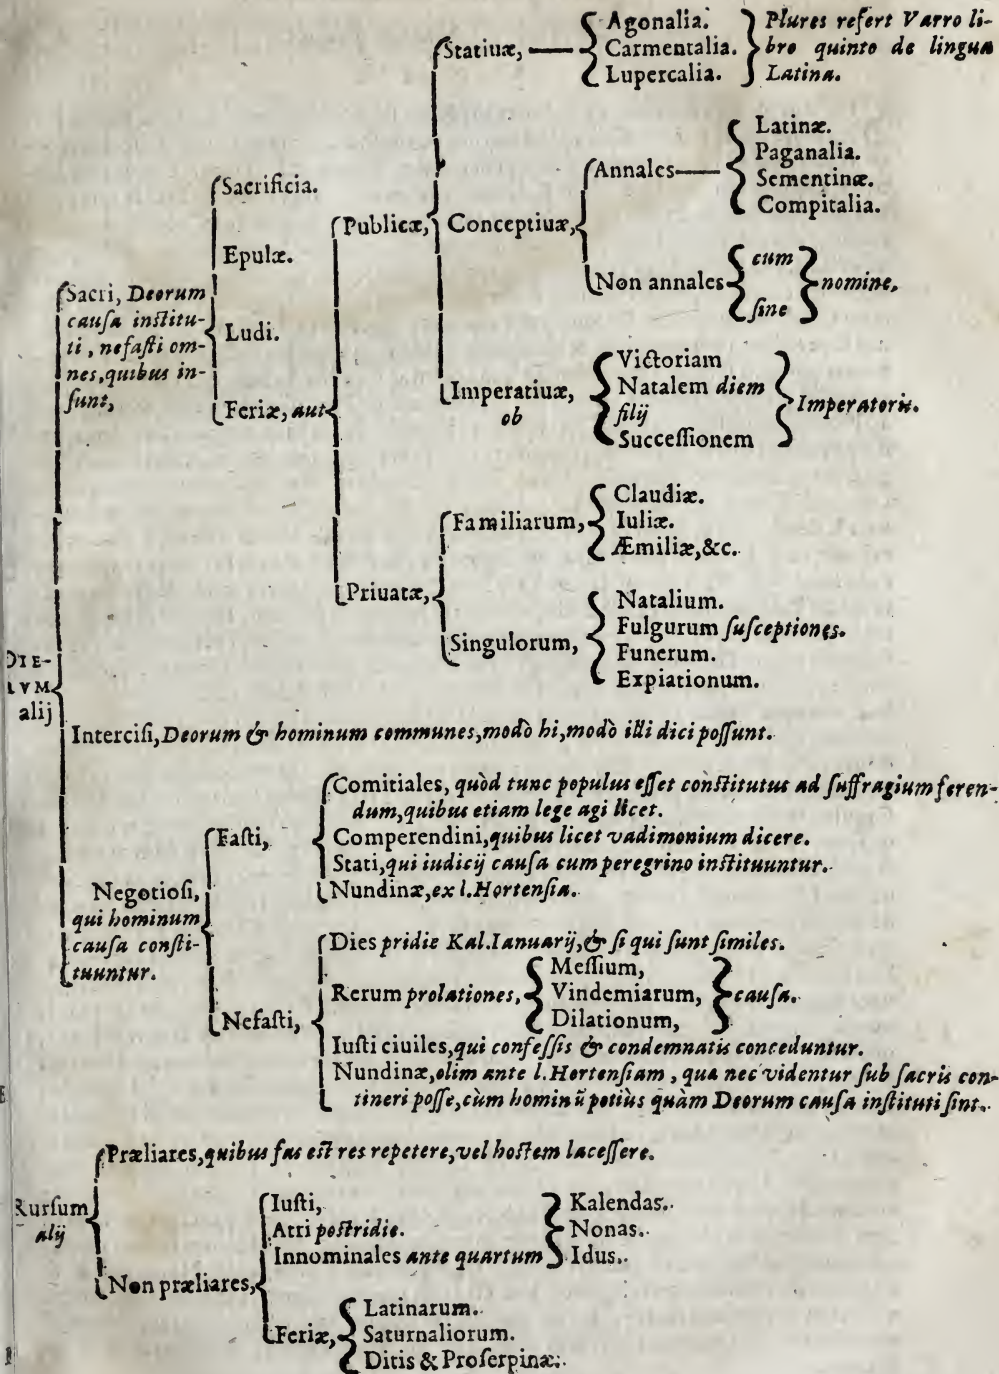 Statiuæ,
Agonalia.
Carmentalia.
Lupercalia.
Plures refert Varro li-
bro quinto de lingua
Latina.
Publicæ,
Conceptiuæ,
Annales
Latinæ.
Paganalia.
Sementinæ.
Compitalia.
Non annales
cum
ſine
nomine,
Imperatiuæ,
ob
Victoriam
Natalem diem
filij
Succeſſionem
Imperatoris.
Sacrificia.
Epulæ.
Ludi.
Feriæ, aut
Sacri, Deorum
cauſa inſtitu-
ti, nefaſti om-
nes, quibus in-
ſunt,
Priuatæ,
Familiarum,
Claudiæ.
Iuliæ.
Æmiliæ, &c.
Singulorum,
Natalium.
Fulgurum ſuſceptiones.
Funerum.
Expiationum.
DIE-
RVM
alij
Interciſi, Deorum & hominum communes, modò hi, modò illi dici poſſunt.
Negotioſi,
qui hominum
cauſa conſti-
tuuntur.
Faſti,
Comitiales, quòd tunc populus eſſet conſtitutus ad ſuffragium feren-
dum, quibus etiam lege agi licet.
Comperendini, quibus licet vadimonium dicere.
Stati, qui iudicij cauſa cum peregrino inſtituuntur.
Nundinæ, ex l. Hortenſia.
Nefaſti,
Dies pridie Kal. Ianuarij, & ſi qui ſunt ſimiles.
Rerum prolationes,
Meſſium,
Vindemiarum,
Dilationum,
cauſa.
Iuſti ciuiles, qui confeſſis & condemnatis conceduntur.
Nundinæ, olim ante l. Hortenſiam, qua nec videntur ſub ſacris con-
tineri poſſe, cùm hominũ potiùs quàm Deorum cauſa inſtituti ſint.
Rurſum
alij
Præliares, quibus fas eſt res repetere, vel hoſtem laceſſere.
Non præliares,
Iuſti,
Atri poſtridie.
Innominales ante quartum
Kalendas.
Nonas.
Idus.
Feriæ,
Latinarum.
Saturnaliorum.
Ditis & Proſerpinæ.